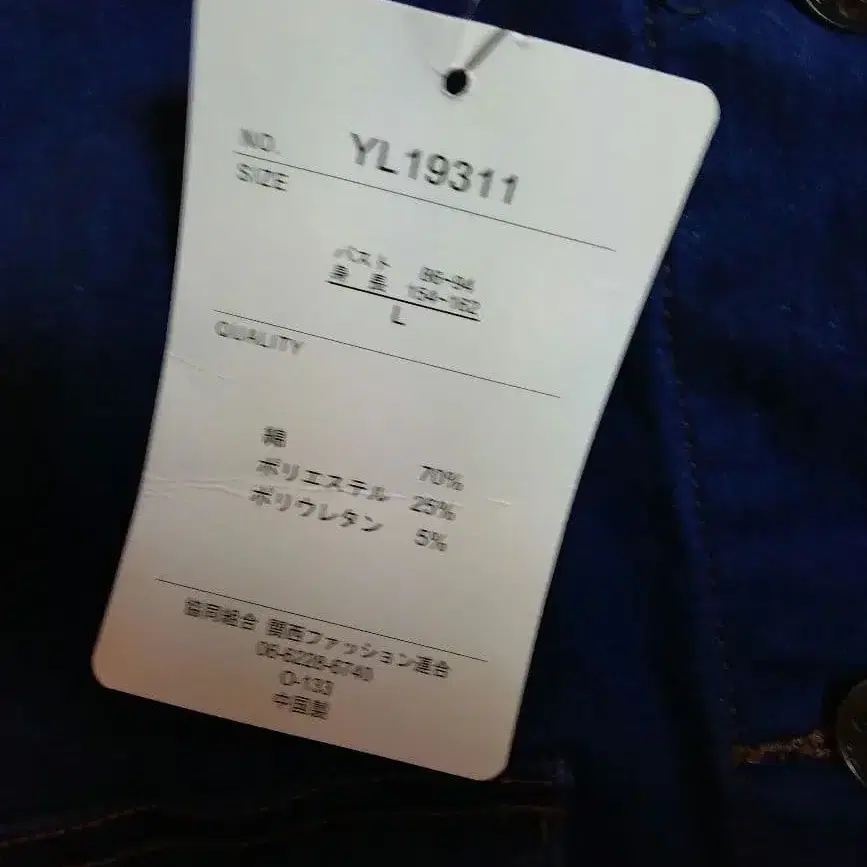 NO. YL19311
SIZE
バスト 86-94
身長 154-162
L
QUALITY
綿 70%
ポリエステル 25%
ポリウレタン 5%
協同組合 関西ファッション連合
06-6228-6740
O-133
中国製